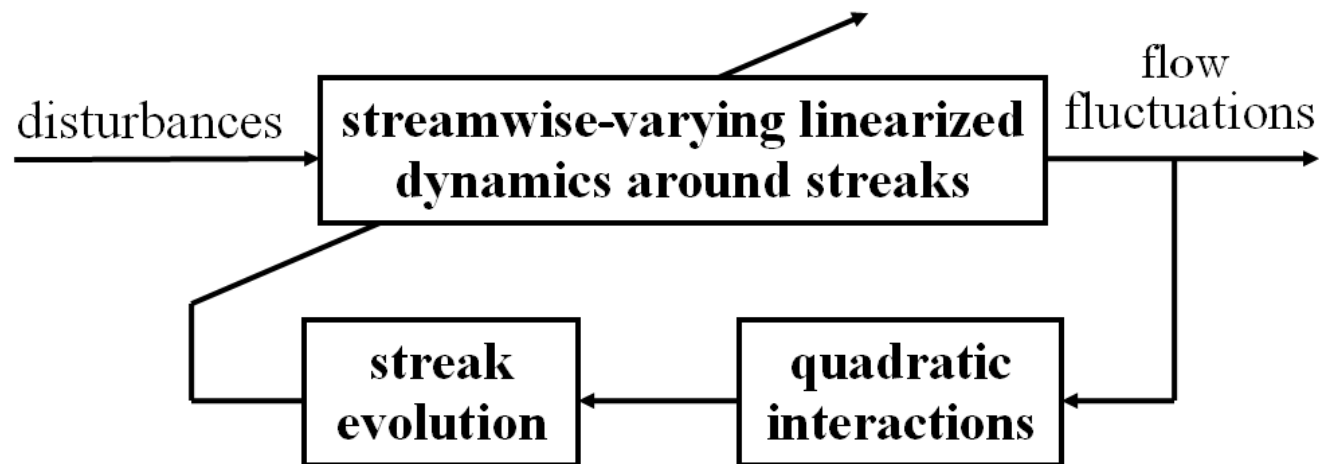 disturbances
streamwise-varying linearized
dynamics around streaks
flow
fluctuations
streak
evolution
quadratic
interactions